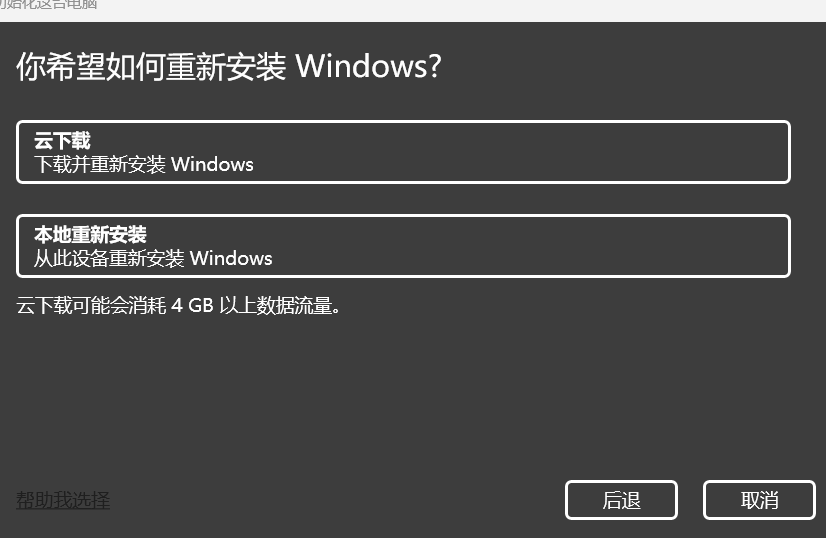 初始化这台电脑
你希望如何重新安装 Windows?
云下载
下载并重新安装 Windows
本地重新安装
从此设备重新安装 Windows
云下载可能会消耗 4 GB 以上数据流量。
帮助我选择
后退
取消